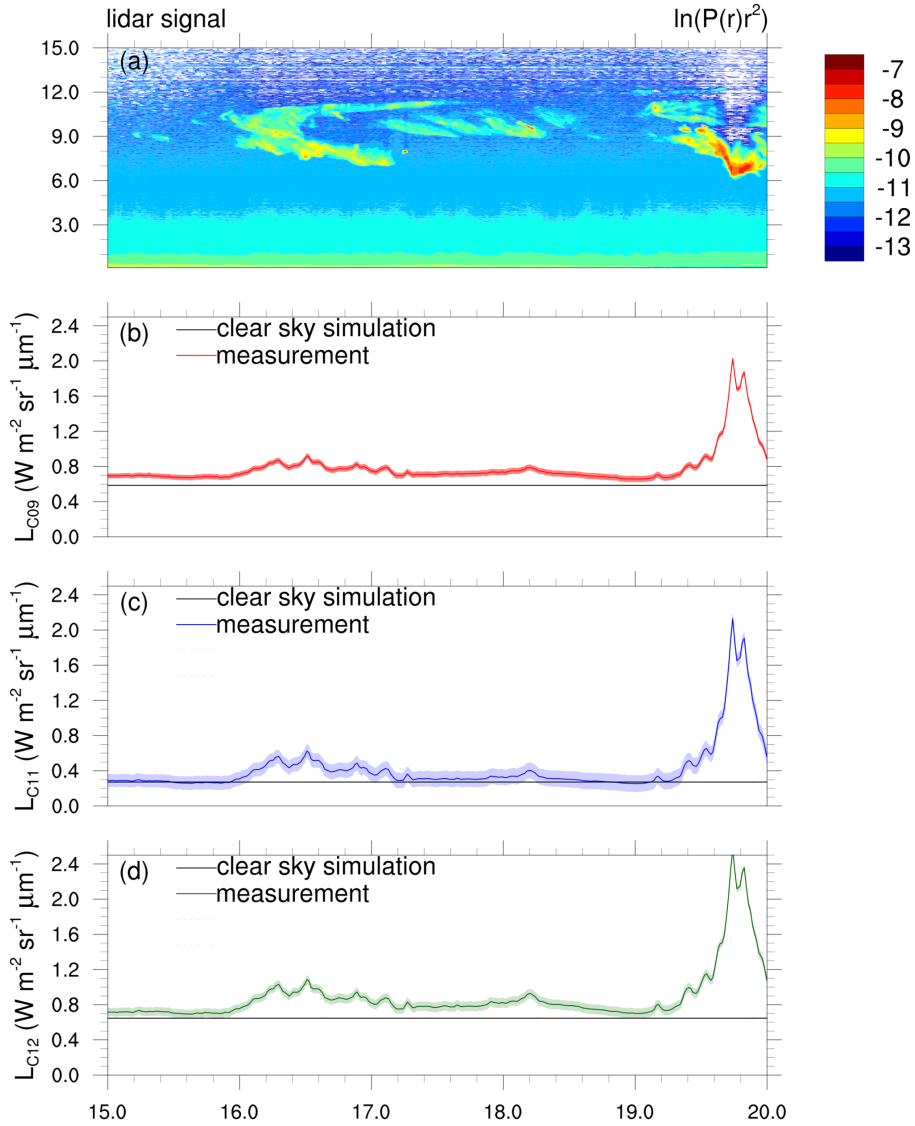 lidar signal ln(P(r)r²)
(a)
15.0
12.0
9.0
6.0
3.0
-7
-8
-9
-10
-11
-12
-13
(b)
clear sky simulation
measurement
2.4
2.0
1.6
1.2
0.8
0.4
0.0
L_C09 (W m⁻² sr⁻¹ µm⁻¹)
(c)
clear sky simulation
measurement
2.4
2.0
1.6
1.2
0.8
0.4
0.0
L_C11 (W m⁻² sr⁻¹ µm⁻¹)
(d)
clear sky simulation
measurement
2.4
2.0
1.6
1.2
0.8
0.4
0.0
L_C12 (W m⁻² sr⁻¹ µm⁻¹)
15.0 16.0 17.0 18.0 19.0 20.0